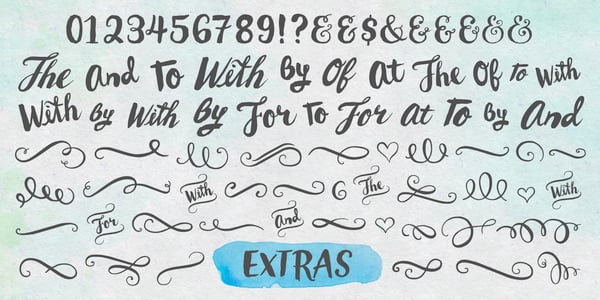 0123456789!?&&$&&&&&&
The And To With By Of At The Of To With
With By With By For To For At To By And
With The With
For And
EXTRAS